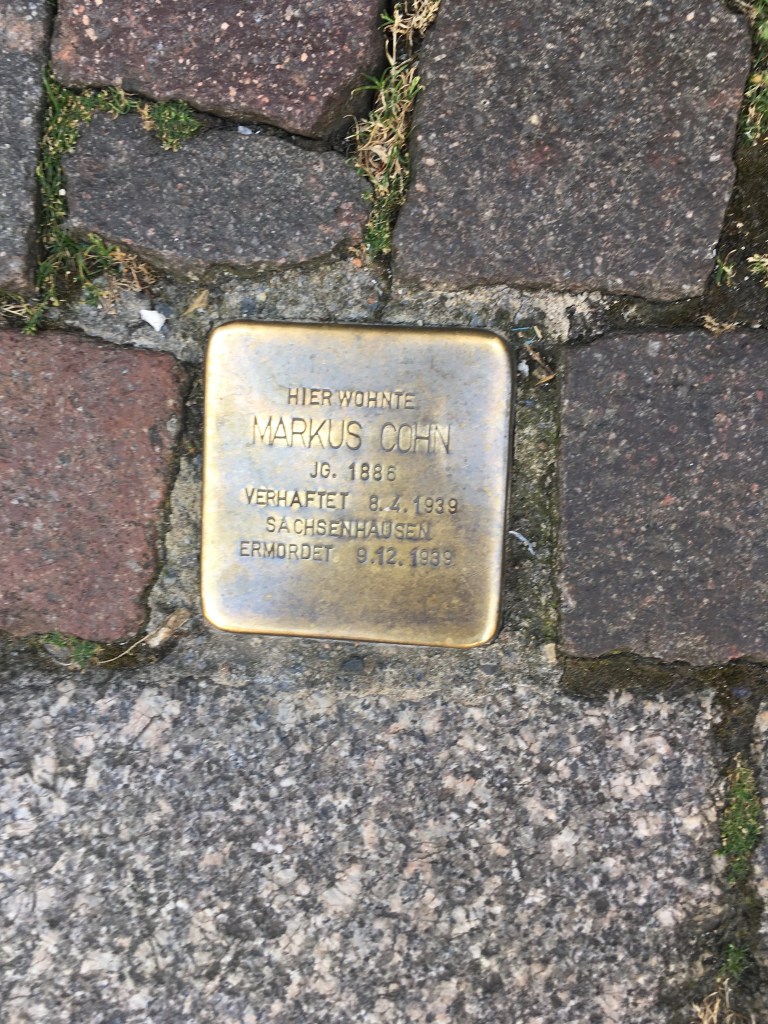 HIER WOHNTE
MARKUS COHN
JG. 1886
VERHAFTET 8.4.1939
SACHSENHAUSEN
ERMORDET 9.12.1939